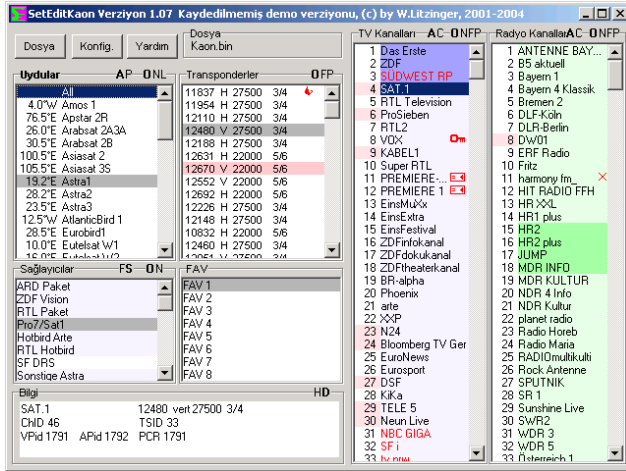 SetEditKaon Verziyon 1.07 Kaydedilmemiş demo verziyonu, (c) by W.Litzinger, 2001-2004
Dosya
Konfig.
Yardım
Dosya
Kaon.bin
Uydular AP ONL
All
4.0°W Amos 1
76.5°E Apstar 2R
26.0°E Arabsat 2A3A
30.5°E Arabsat 2B
100.5°E Asiasat 2
105.5°E Asiasat 3S
19.2°E Astra1
28.2°E Astra2
23.5°E Astra3
12.5°W AtlanticBird 1
28.5°E Eurobird1
10.0°E Eutelsat W1
16.0°E Eutelsat W2
Transponderler OFP
11837 H 27500 3/4
11954 H 27500 3/4
12110 H 27500 3/4
12480 V 27500 3/4
12188 H 27500 3/4
12631 H 22000 5/6
12670 V 22000 5/6
12552 V 22000 5/6
12692 H 22000 5/6
12226 H 27500 3/4
12148 H 27500 3/4
10832 H 22000 5/6
12460 H 27500 3/4
12051 V 27500 3/4
Sağlayıcılar FS ON
ARD Paket
ZDF Vision
RTL Paket
Pro7/Sat1
Hotbird Arte
RTL Hotbird
SF DRS
Sonstige Astra
FAV
FAV 1
FAV 2
FAV 3
FAV 4
FAV 5
FAV 6
FAV 7
FAV 8
Bilgi HD
SAT.1 12480 vert 27500 3/4
ChID 46 TSID 33
VPid 1791 APid 1792 PCR 1791
TV Kanalları AC ONFP
1 Das Erste
2 ZDF
3 SÜDWEST RP
4 SAT.1
5 RTL Television
6 ProSieben
7 RTL2
8 VOX
9 KABEL1
10 Super RTL
11 PREMIERE-...
12 PREMIERE 1
13 EinsMuXx
14 EinsExtra
15 EinsFestival
16 ZDFinfokanal
17 ZDFdokukanal
18 ZDFtheaterkanal
19 BR-alpha
20 Phoenix
21 arte
22 XXP
23 N24
24 Bloomberg TV Ger
25 EuroNews
26 Eurosport
27 DSF
28 KiKa
29 TELE 5
30 Neun Live
31 NBC GIGA
32 SF i
33 tv.nrw
Radyo KanallarAC ONFP
1 ANTENNE BAY...
2 B5 aktuell
3 Bayern 1
4 Bayern 4 Klassik
5 Bremen 2
6 DLF-Köln
7 DLR-Berlin
8 DW01
9 ERF Radio
10 Fritz
11 harmony fm_
12 HIT RADIO FFH
13 HR XXL
14 HR1 plus
15 HR2
16 HR2 plus
17 JUMP
18 MDR INFO
19 MDR KULTUR
20 NDR 4 Info
21 NDR Kultur
22 planet radio
23 Radio Horeb
24 Radio Maria
25 RADIOmultikulti
26 Rock Antenne
27 SPUTNIK
28 SR 1
29 Sunshine Live
30 SWR2
31 WDR 3
32 WDR 5
33 Österreich 1